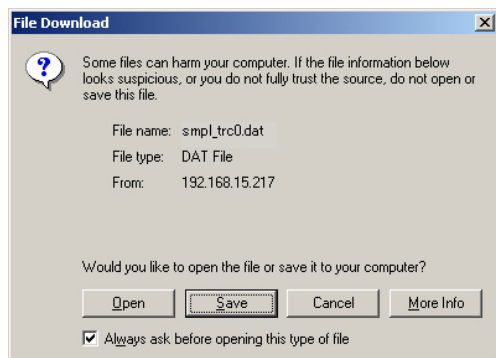 File Download
Some files can harm your computer. If the file information below
looks suspicious, or you do not fully trust the source, do not open or
save this file.
File name: smpl_trc0.dat
File type: DAT File
From: 192.168.15.217
Would you like to open the file or save it to your computer?
Open Save Cancel More Info
Always ask before opening this type of file